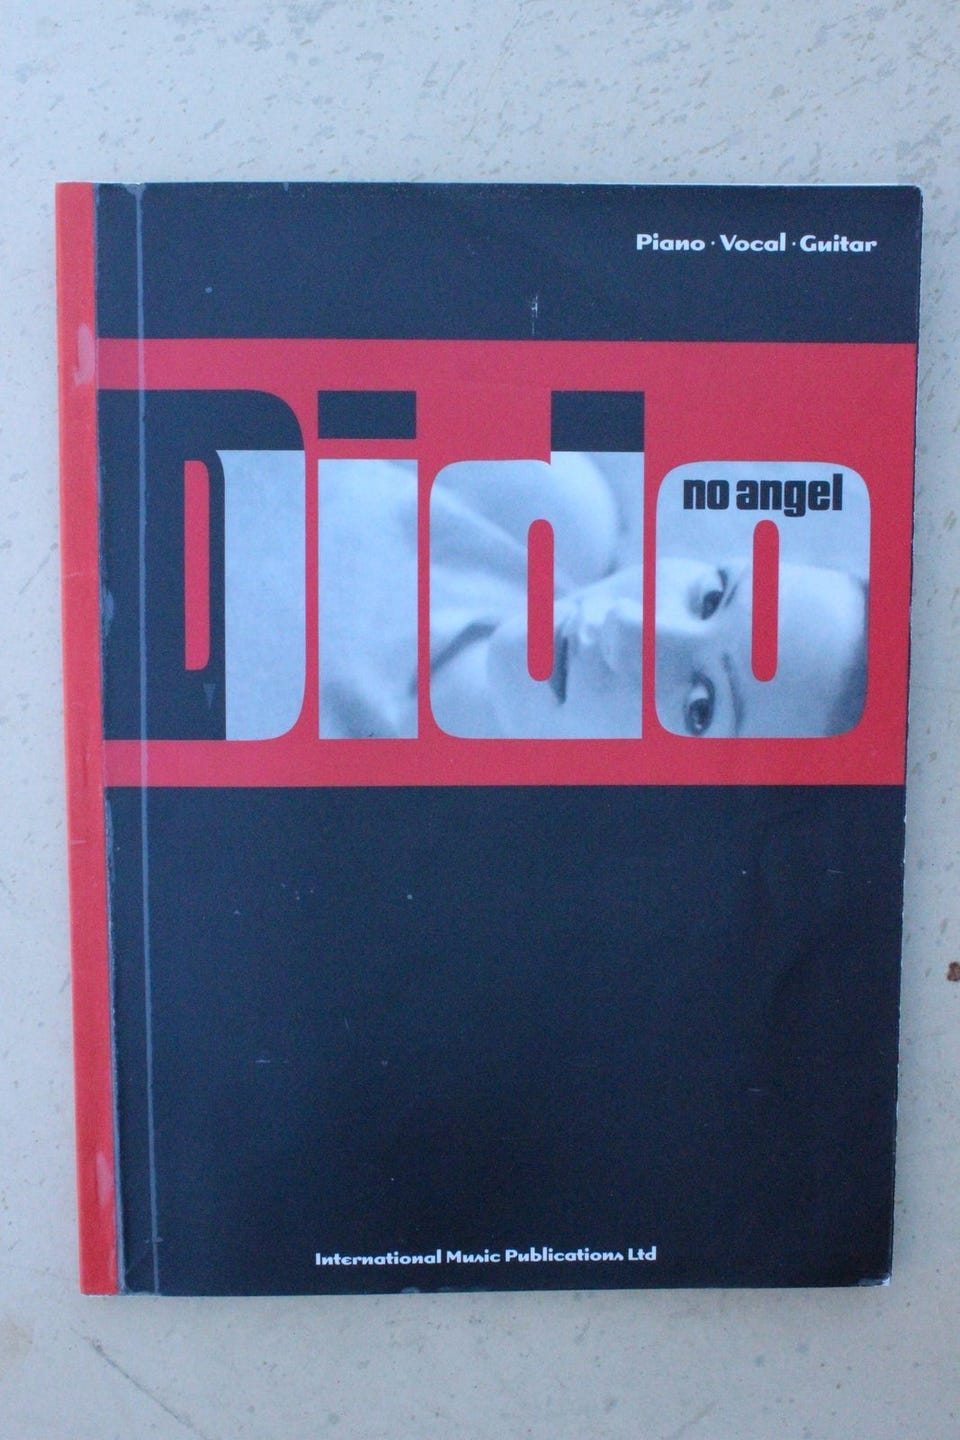 Piano · Vocal · Guitar
Dido
no angel
International Music Publications Ltd